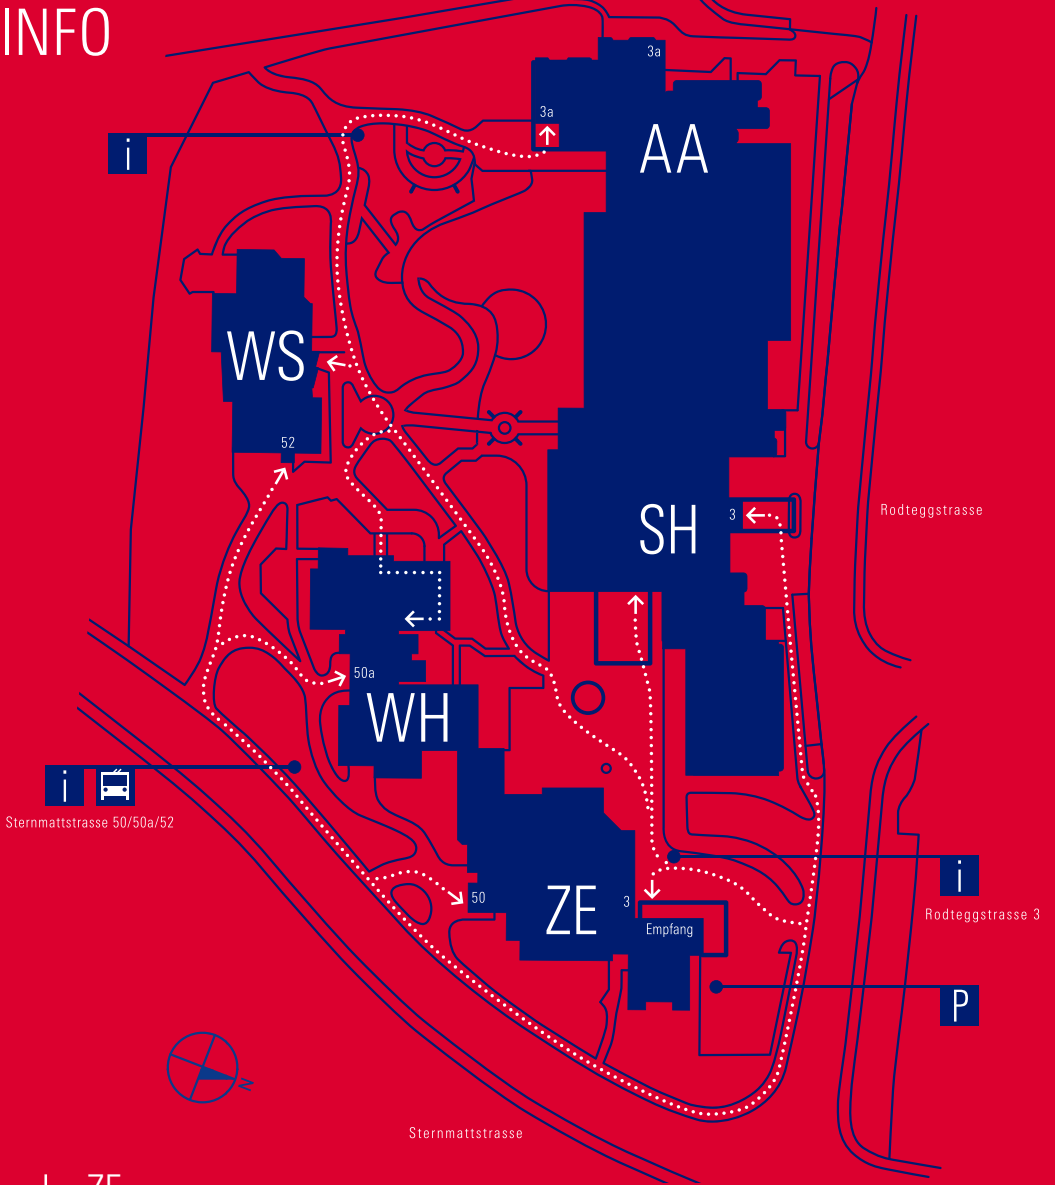 INFO
3a
3a
AA
i
WS
52
3
SH
Rodteggstrasse
50a
WH
i
Sternmattstrasse 50/50a/52
i
50
ZE
3
Rodteggstrasse 3
Empfang
P
N
Sternmattstrasse